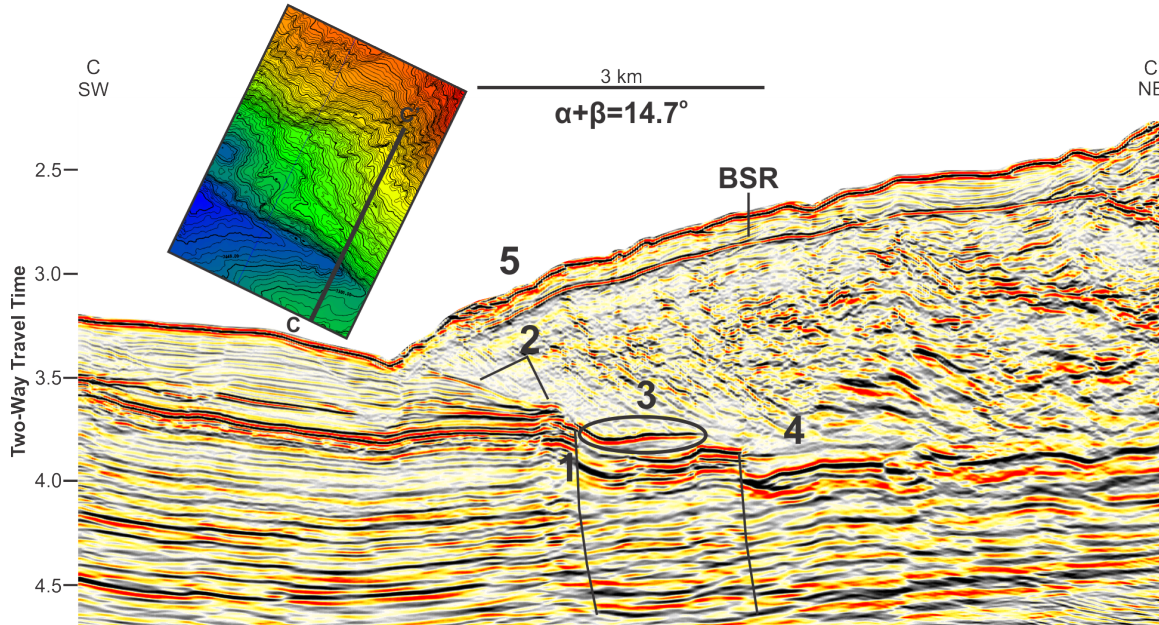 C
SW
3 km
α+β=14.7°
C
NE
2.5
BSR
C'
5
3.0
C
2
Two-Way Travel Time
3.5
3
4
1
4.0
4.5